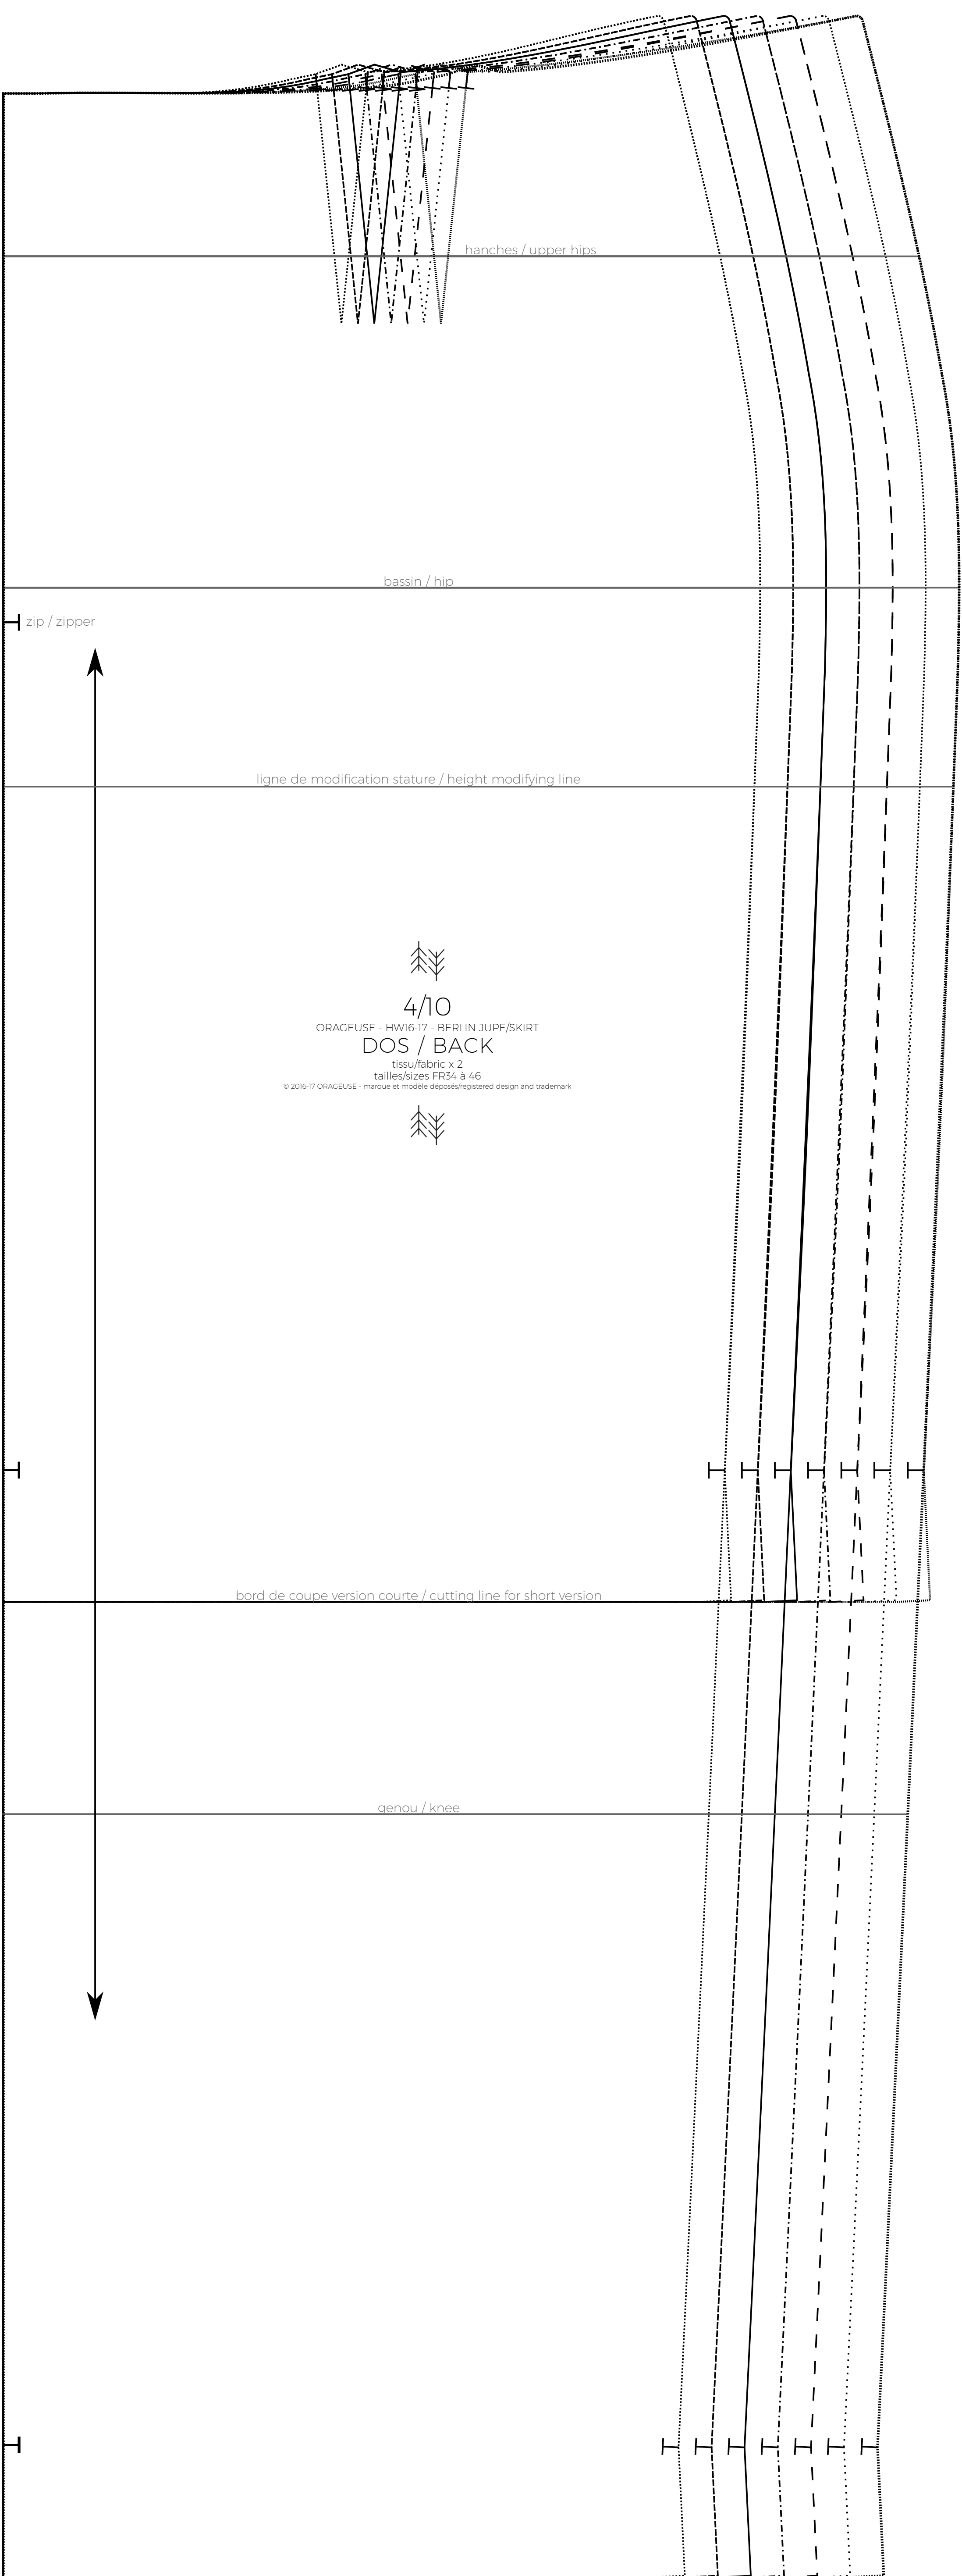 hanches / upper hips
bassin / hip
zip / zipper
ligne de modification stature / height modifying line
4/10
ORAGEUSE - HW16-17 - BERLIN JUPE/SKIRT
DOS / BACK
tissu/fabric x 2
tailles/sizes FR34 à 46
© 2016-17 ORAGEUSE - marque et modèle déposés/registered design and trademark
bord de coupe version courte / cutting line for short version
genou / knee